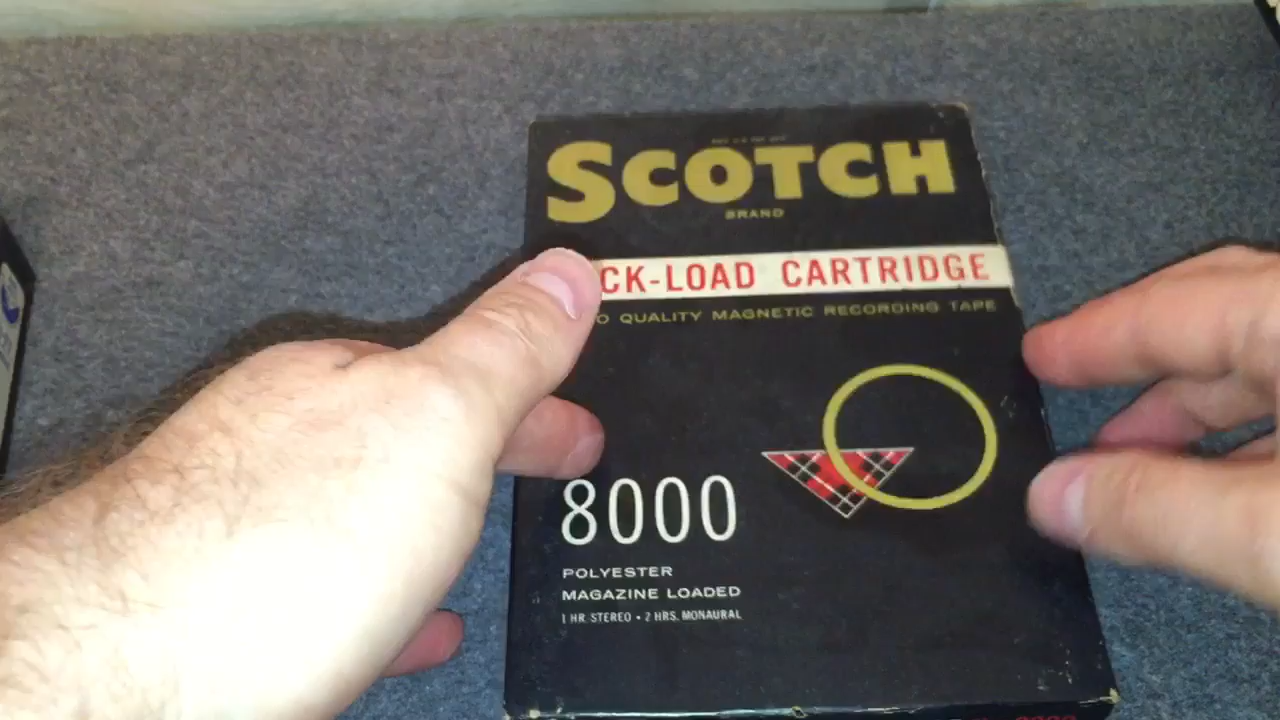 SCOTCH
BRAND
CK-LOAD CARTRIDGE
O QUALITY MAGNETIC RECORDING TAPE
8000
POLYESTER
MAGAZINE LOADED
1 HR STEREO • 2 HRS. MONAURAL